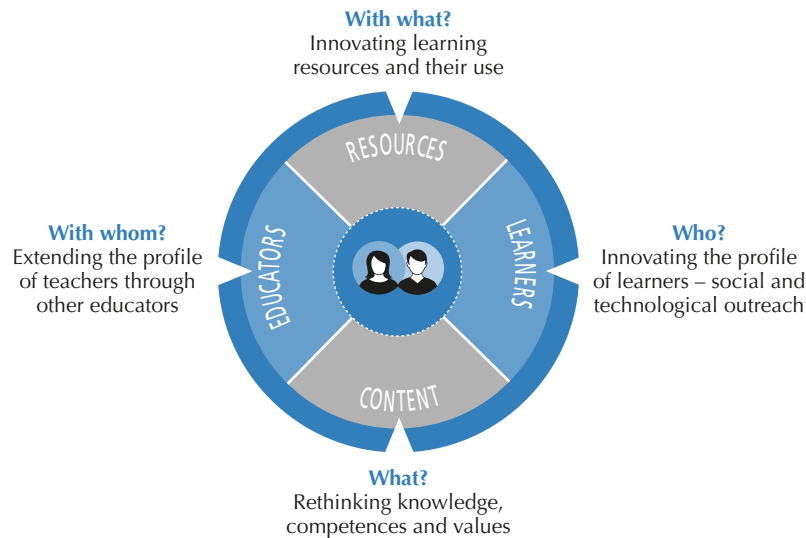 With what?
Innovating learning
resources and their use
RESOURCES
With whom?
Extending the profile
of teachers through
other educators
EDUCATORS
LEARNERS
Who?
Innovating the profile
of learners – social and
technological outreach
CONTENT
What?
Rethinking knowledge,
competences and values